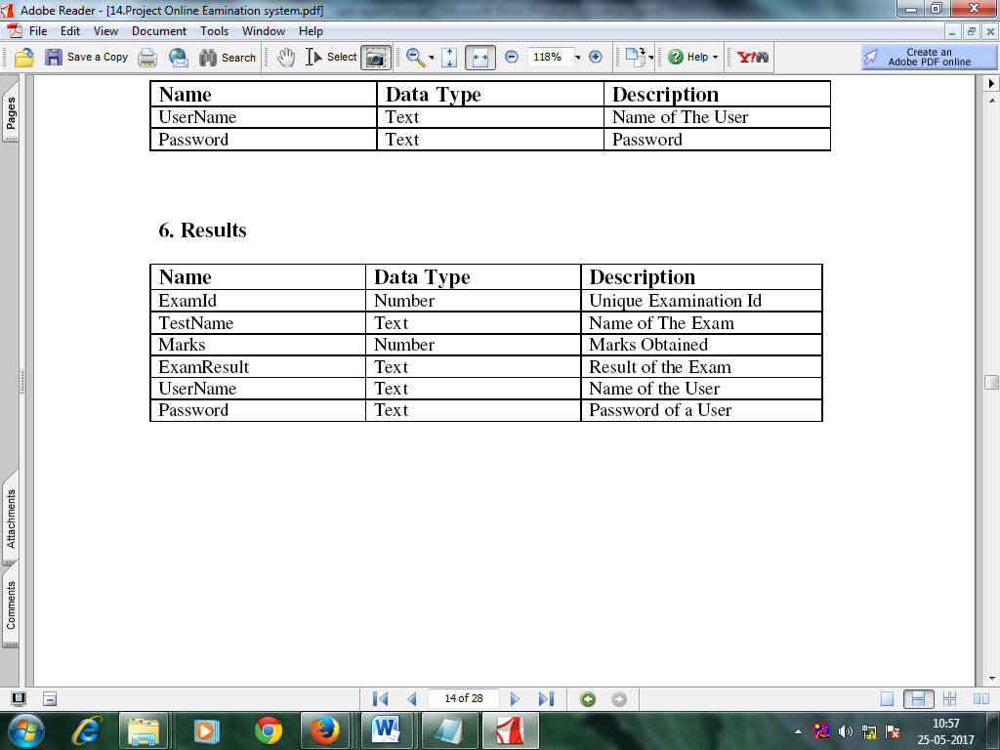 Adobe Reader - [14.Project Online Eamination system.pdf]
File Edit View Document Tools Window Help
Save a Copy Search Select 118% Help Y! Create an
Adobe PDF online
Pages
Name Data Type Description
UserName Text Name of The User
Password Text Password
6. Results
Name Data Type Description
ExamId Number Unique Examination Id
TestName Text Name of The Exam
Marks Number Marks Obtained
ExamResult Text Result of the Exam
UserName Text Name of the User
Password Text Password of a User
Attachments
Comments
14 of 28
10:57
25-05-2017